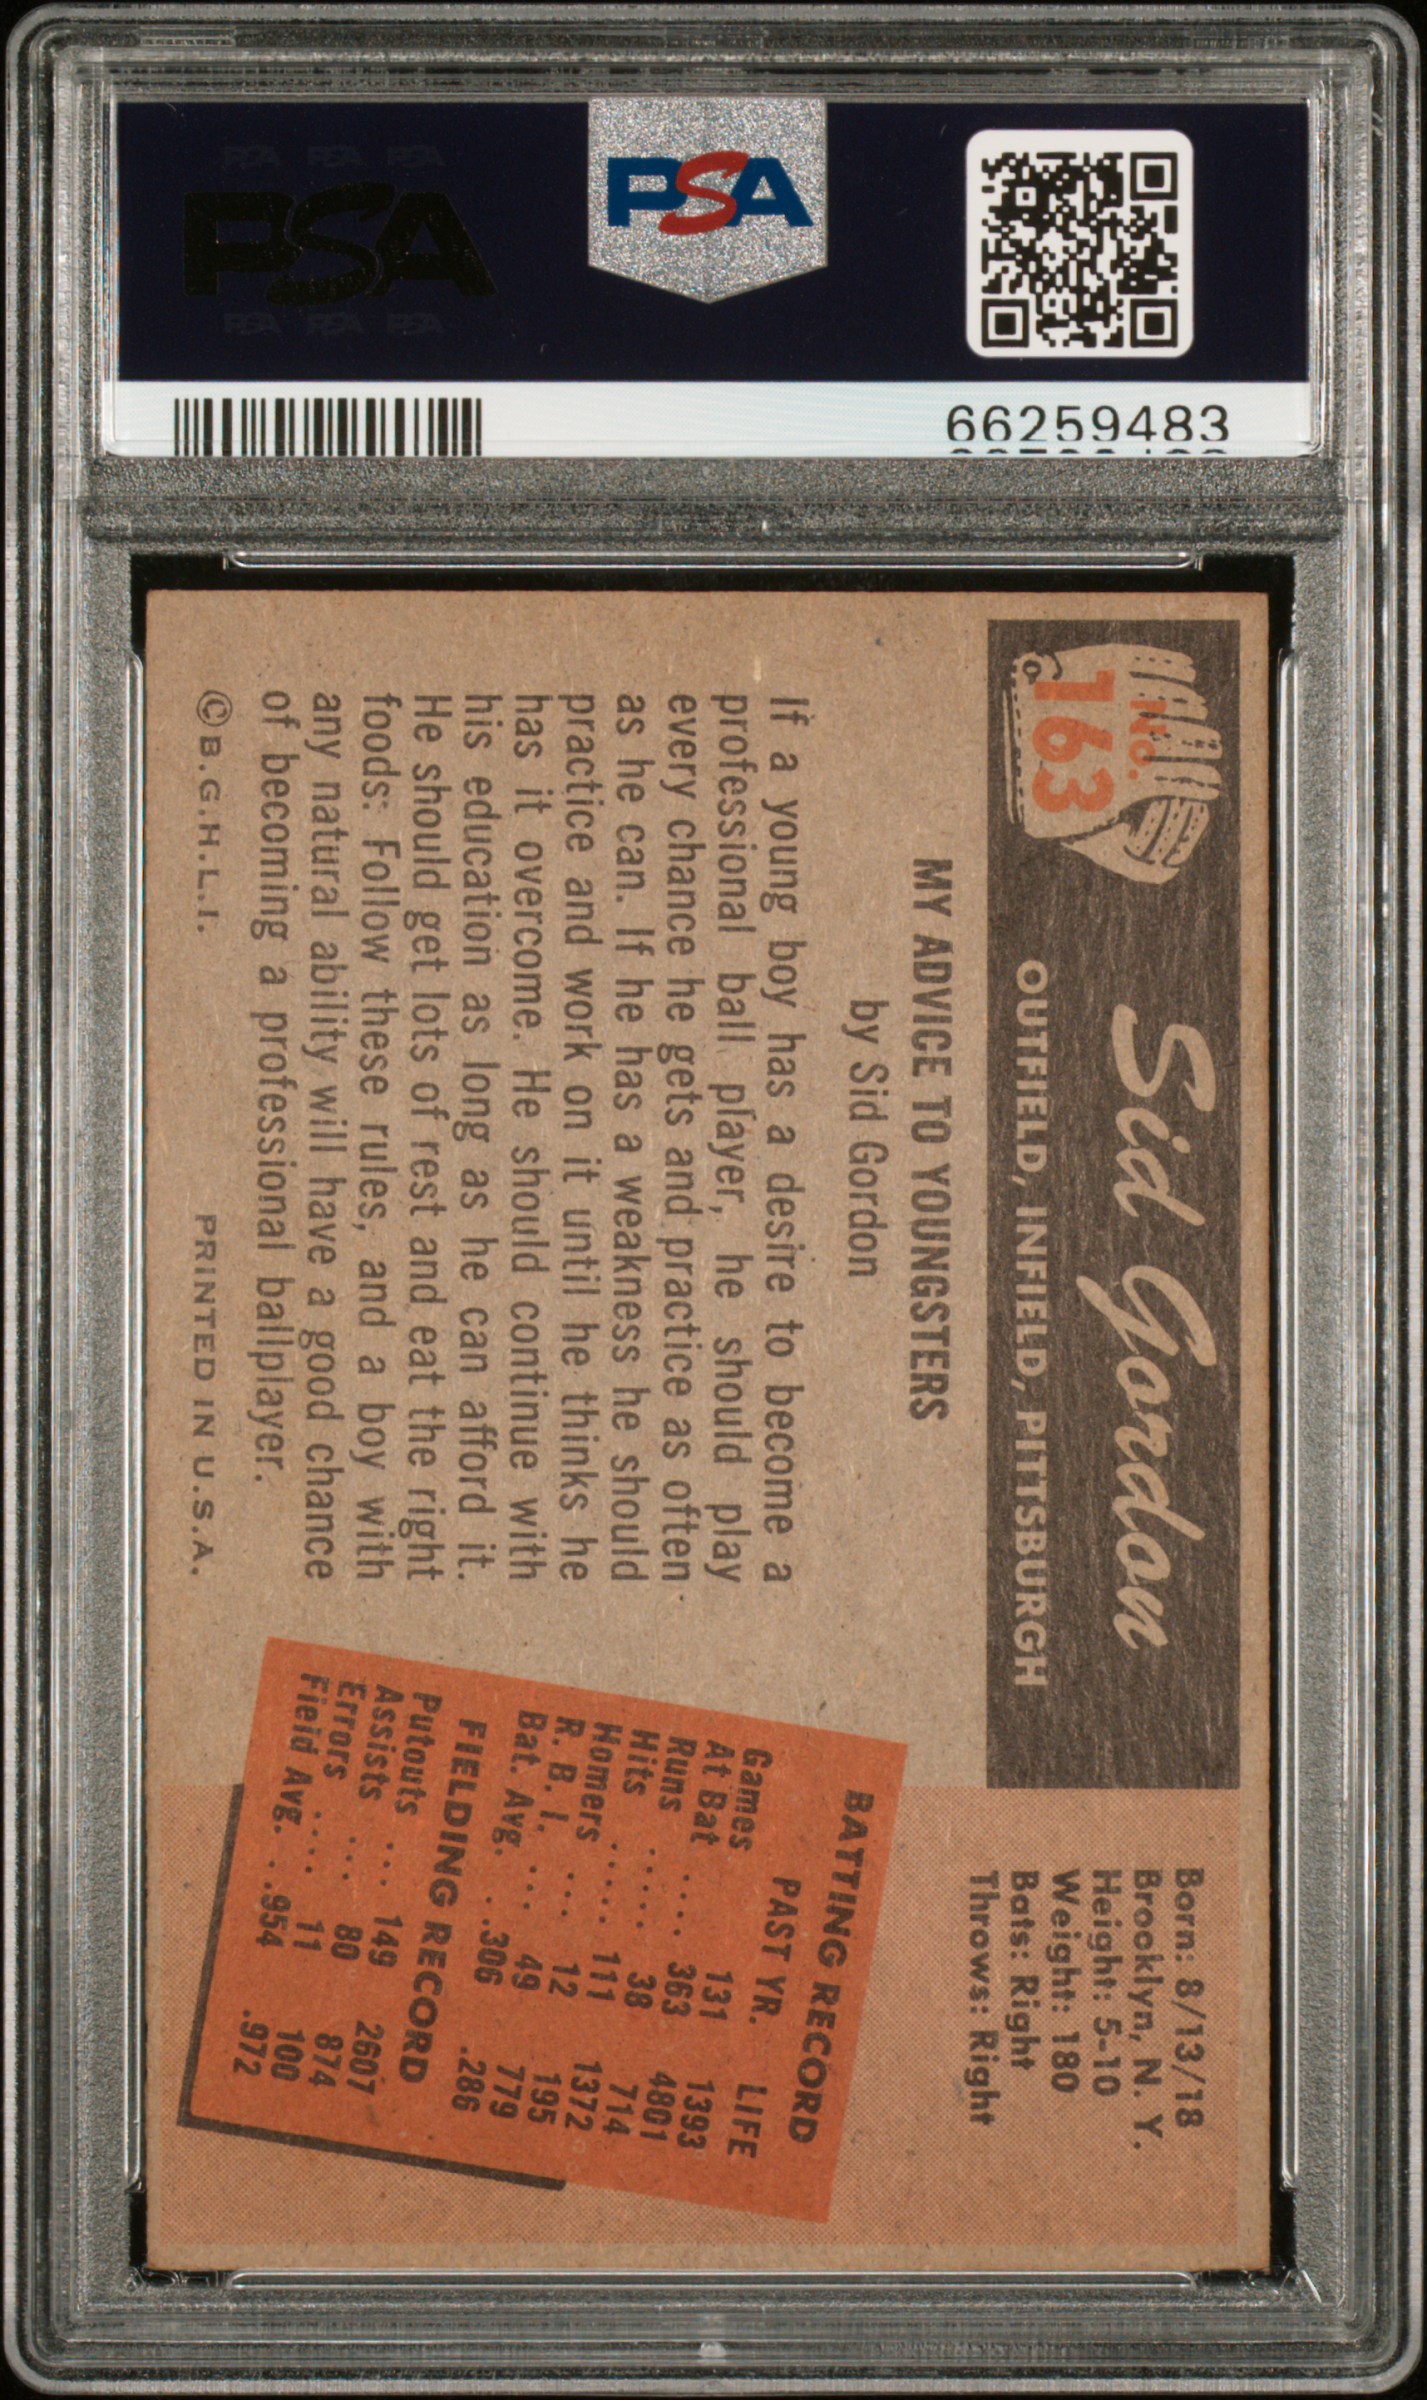 PSA PSA PSA
PSA
PSA PSA PSA
PSA
66259483
No.
163
Sid Gordon
OUTFIELD, INFIELD, PITTSBURGH
Born: 8/13/18
Brooklyn, N. Y.
Height: 5-10
Weight: 180
Bats: Right
Throws: Right
MY ADVICE TO YOUNGSTERS
by Sid Gordon
If a young boy has a desire to become a
professional ball player, he should play
every chance he gets and practice as often
as he can. If he has a weakness he should
practice and work on it until he thinks he
has it overcome. He should continue with
his education as long as he can afford it.
He should get lots of rest and eat the right
foods: Follow these rules, and a boy with
any natural ability will have a good chance
of becoming a professional ballplayer.
©B.G.H.L.I. PRINTED IN U.S.A.
BATTING RECORD
PAST YR. LIFE
Games 131 1393
At Bat .... 363 4801
Runs ..... 38 714
Hits ..... 111 1372
Homers ... 12 195
R. B. I. ... 49 779
Bat. Avg. . .306 .286
FIELDING RECORD
Putouts ... 149 2607
Assists ... 80 874
Errors .... 11 100
Field Avg. . .954 .972